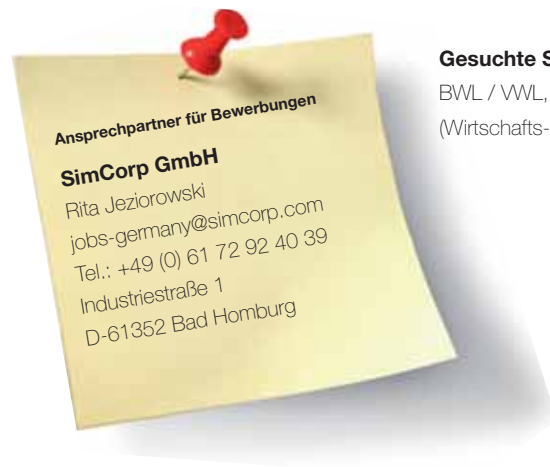 Ansprechpartner für Bewerbungen
SimCorp GmbH
Rita Jeziorowski
jobs-germany@simcorp.com
Tel.: +49 (0) 61 72 92 40 39
Industriestraße 1
D-61352 Bad Homburg
Gesuchte S
BWL / VWL,
(Wirtschafts-